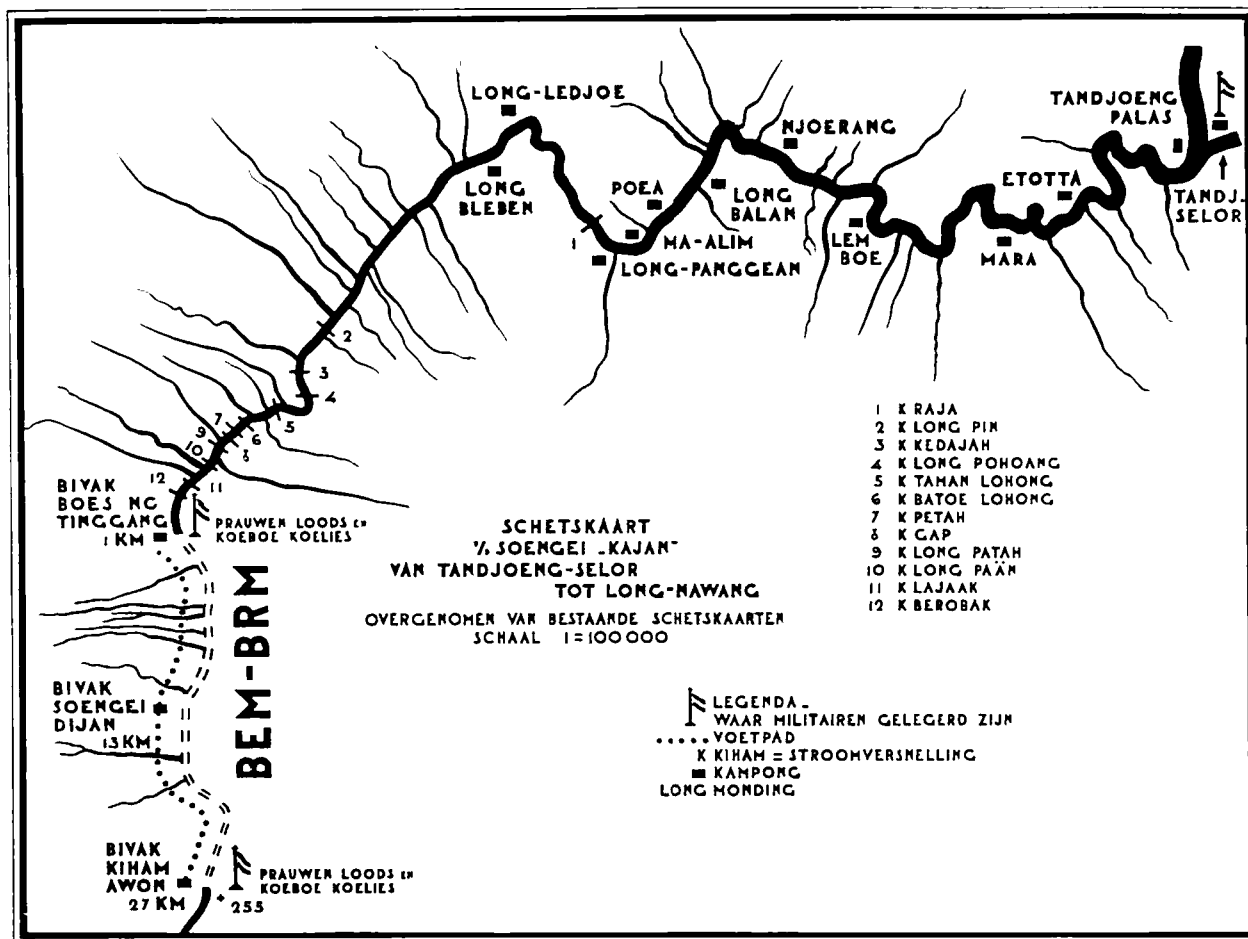 LONG-LEDJOE
LONG
BLEBEN
POEA
MA-ALIM
LONG-PANGGEAN
NJOERANG
LONG
BALAN
LEM
BOE
ETOTTA
MARA
TANDJOENG
PALAS
TANDJ-
SELOR
1
2
3
4
5
6
7
8
9
10
11
12
BIVAK
BOES NG
TINGGANG
1 KM
PRAUWEN LOODS EN
KOEBOE KOELIES
BEM-BRM
BIVAK
SOENGEI
DIJAN
13 KM
BIVAK
KIHAM
AWON
27 KM
+ 255
PRAUWEN LOODS EN
KOEBOE KOELIES
SCHETSKAART
V/D SOENGEI „KAJAN"
VAN TANDJOENG-SELOR
TOT LONG-NAWANG
OVERGENOMEN VAN BESTAANDE SCHETSKAARTEN
SCHAAL 1=100000
1 K RAJA
2 K LONG PIN
3 K KEDAJAH
4 K LONG POHOANG
5 K TAMAN LOHONG
6 K BATOE LOHONG
7 K PETAH
8 K GAP
9 K LONG PATAH
10 K LONG PAÄN
11 K LAJAAK
12 K BEROBAK
LEGENDA-
WAAR MILITAIREN GELEGERD ZIJN
..... VOETPAD
K KIHAM = STROOMVERSNELLING
KAMPONG
LONG MONDING